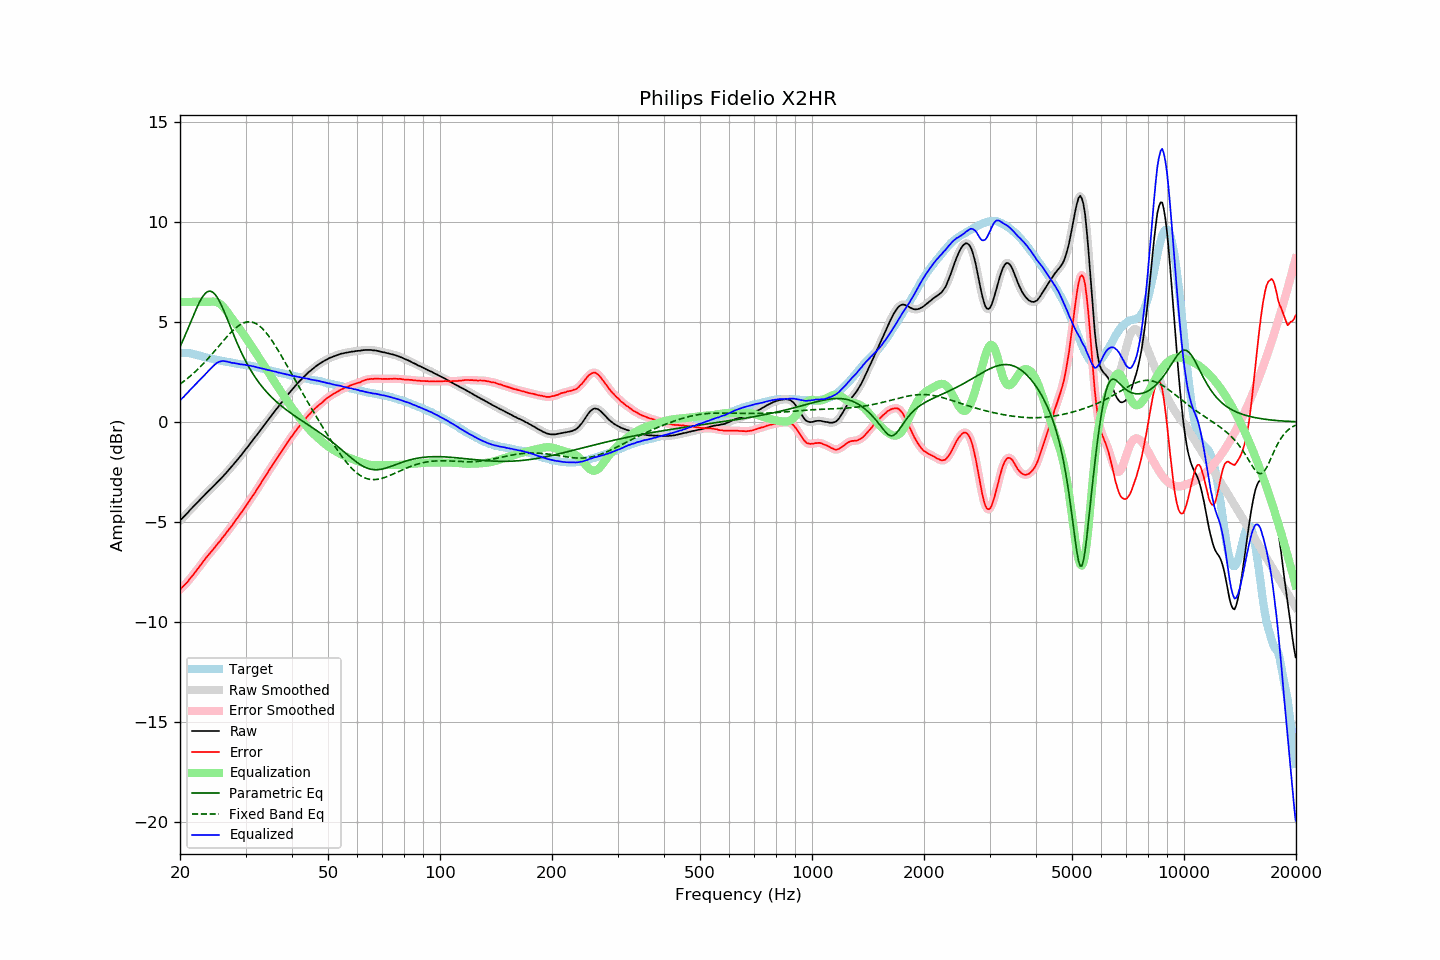 Philips Fidelio X2HR
Amplitude (dBr)
15
10
5
0
−5
−10
−15
−20
Target
Raw Smoothed
Error Smoothed
Raw
Error
Equalization
Parametric Eq
Fixed Band Eq
Equalized
20 50 100 200 500 1000 2000 5000 10000 20000
Frequency (Hz)